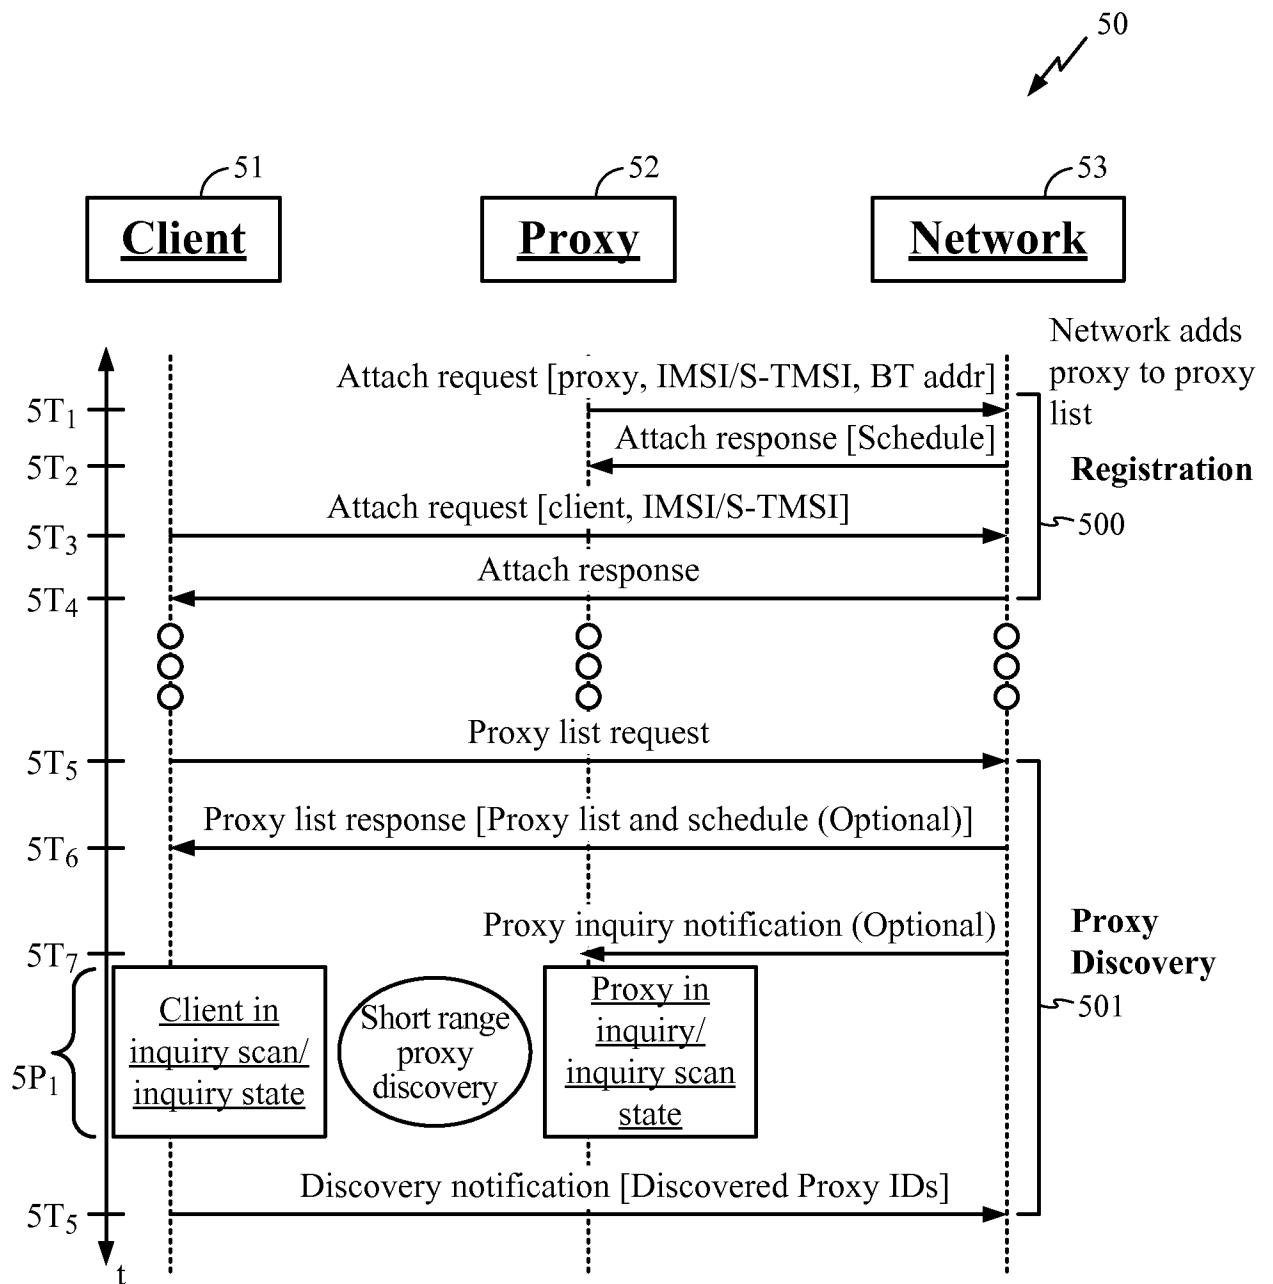 50
51
52
53
Client
Proxy
Network
Network adds
proxy to proxy
list
Attach request [proxy, IMSI/S-TMSI, BT addr]
5T1
Attach response [Schedule]
5T2
Registration
Attach request [client, IMSI/S-TMSI]
5T3
500
Attach response
5T4
Proxy list request
5T5
Proxy list response [Proxy list and schedule (Optional)]
5T6
Proxy inquiry notification (Optional)
5T7
Proxy
Discovery
501
5P1
Client in
inquiry scan/
inquiry state
Short range
proxy
discovery
Proxy in
inquiry/
inquiry scan
state
Discovery notification [Discovered Proxy IDs]
5T5
t